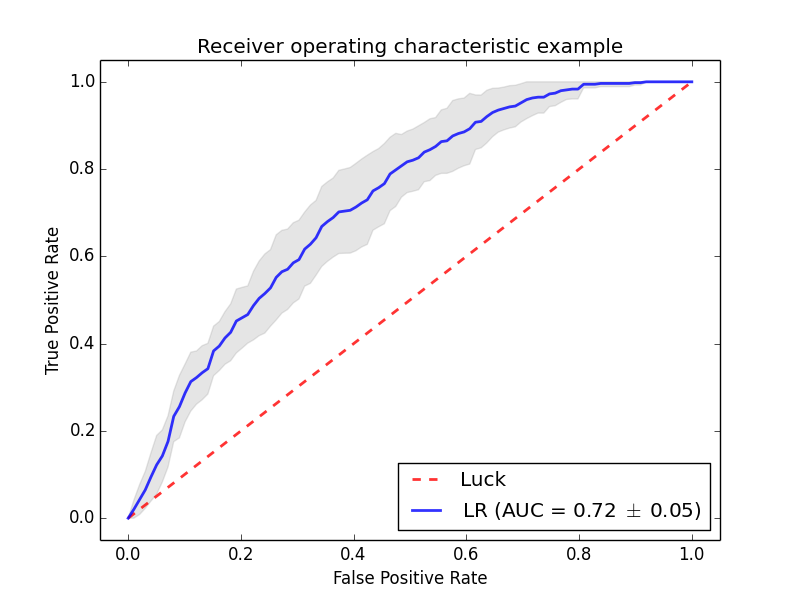 Receiver operating characteristic example
True Positive Rate
1.0
0.8
0.6
0.4
0.2
0.0
0.0 0.2 0.4 0.6 0.8 1.0
False Positive Rate
Luck
LR (AUC = 0.72 ± 0.05)